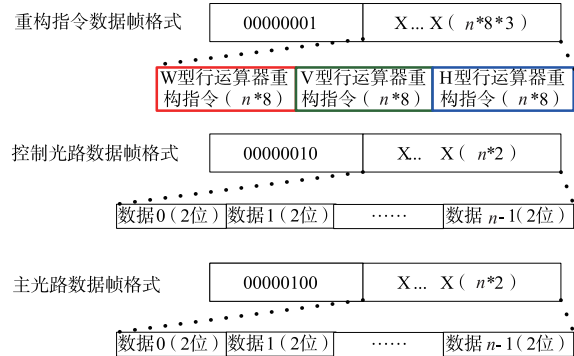 重构指令数据帧格式 00000001 X... X( n*8*3)
W型行运算器重构指令( n*8) V型行运算器重构指令( n*8) H型行运算器重构指令( n*8)
控制光路数据帧格式 00000010 X... X( n*2)
数据0(2位) 数据1(2位) ...... 数据 n-1(2位)
主光路数据帧格式 00000100 X... X( n*2)
数据0(2位) 数据1(2位) ...... 数据 n-1(2位)